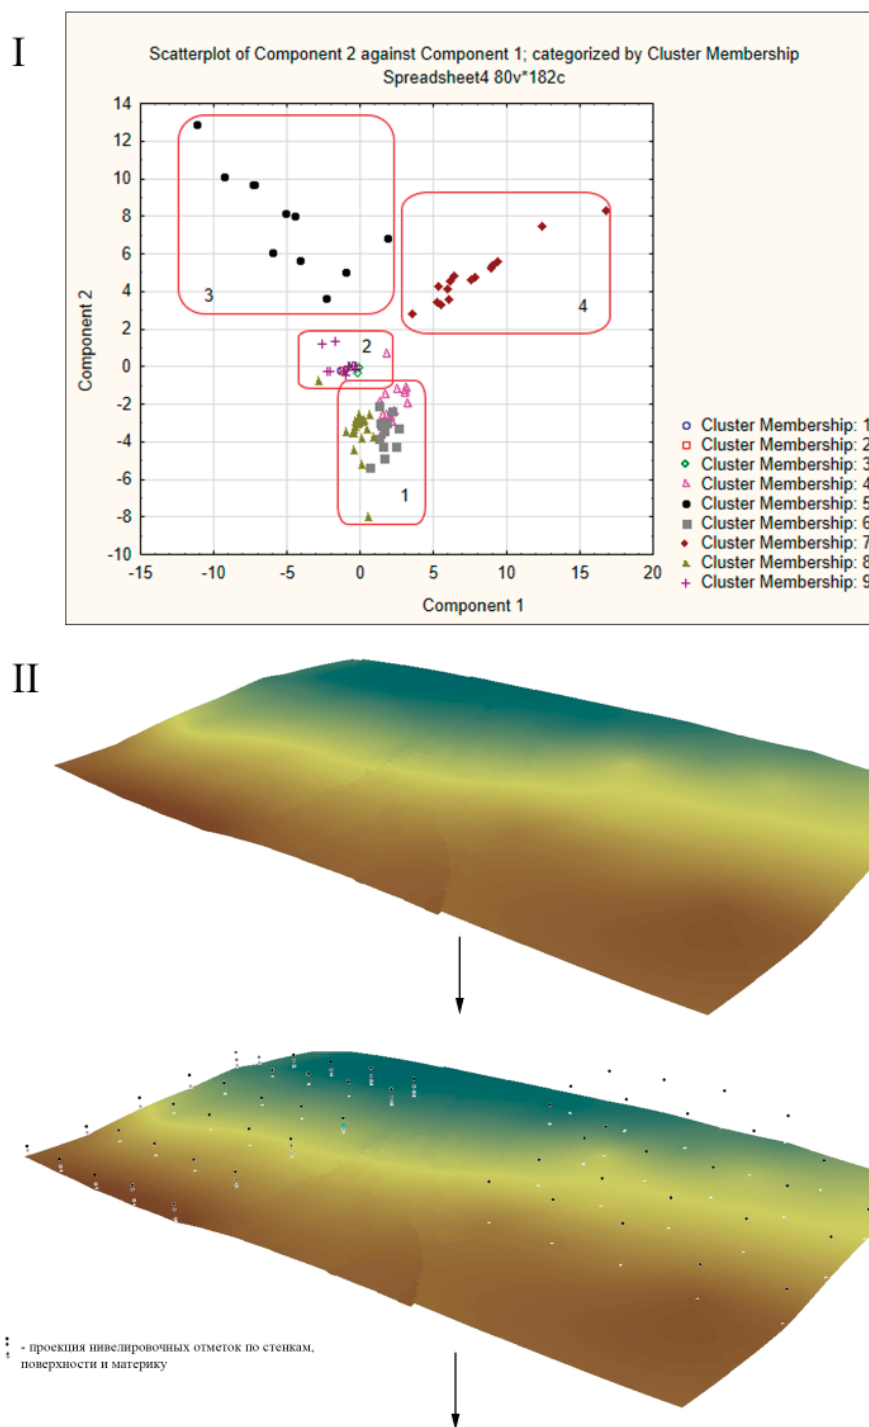 I
Scatterplot of Component 2 against Component 1; categorized by Cluster Membership
Spreadsheet4 80v*182c
14
12
10
8
6
4
2
0
-2
-4
-6
-8
-10
-15
-10
-5
0
5
10
15
20
Component 2
Component 1
3
4
2
1
Cluster Membership: 1
Cluster Membership: 2
Cluster Membership: 3
Cluster Membership: 4
Cluster Membership: 5
Cluster Membership: 6
Cluster Membership: 7
Cluster Membership: 8
Cluster Membership: 9
II
- проекция нивелировочных отметок по стенкам,
поверхности и материку